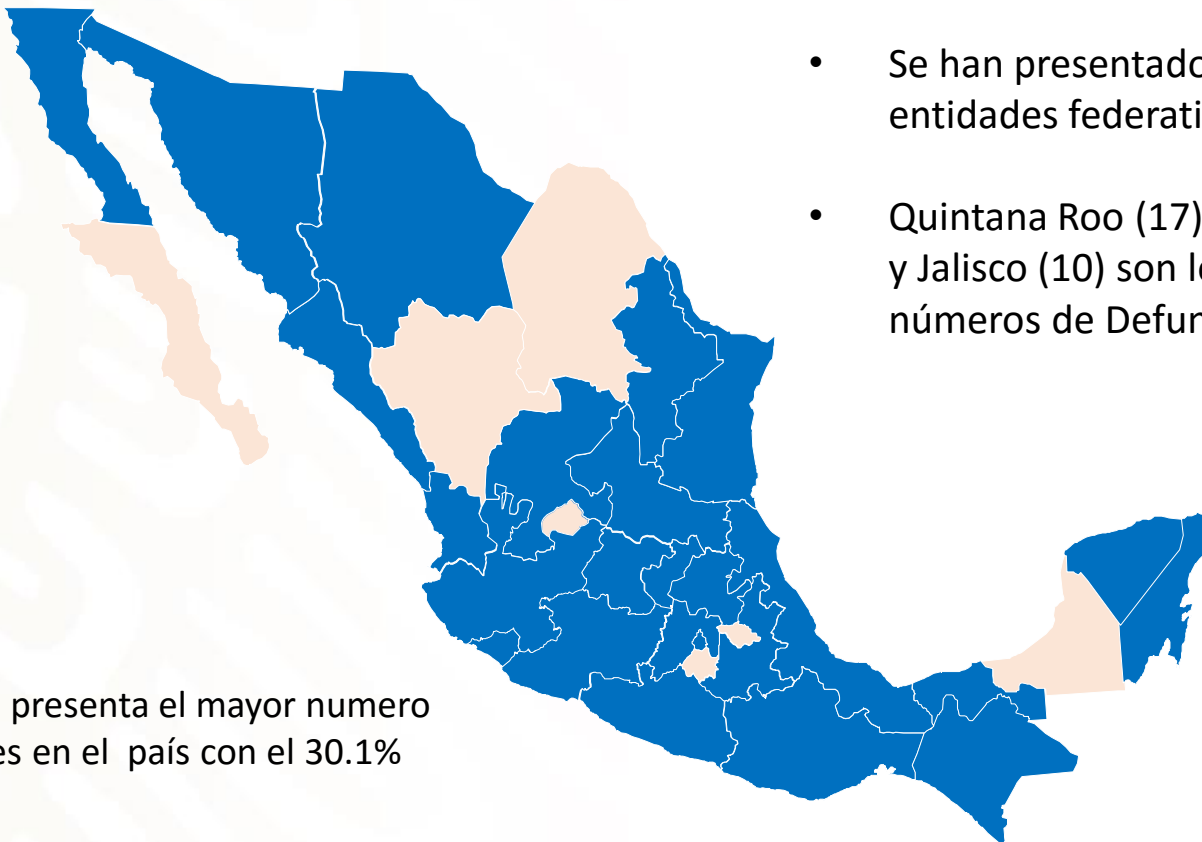 • Se han presentado
entidades federati
• Quintana Roo (17)
y Jalisco (10) son l
números de Defun
presenta el mayor numero
es en el país con el 30.1%